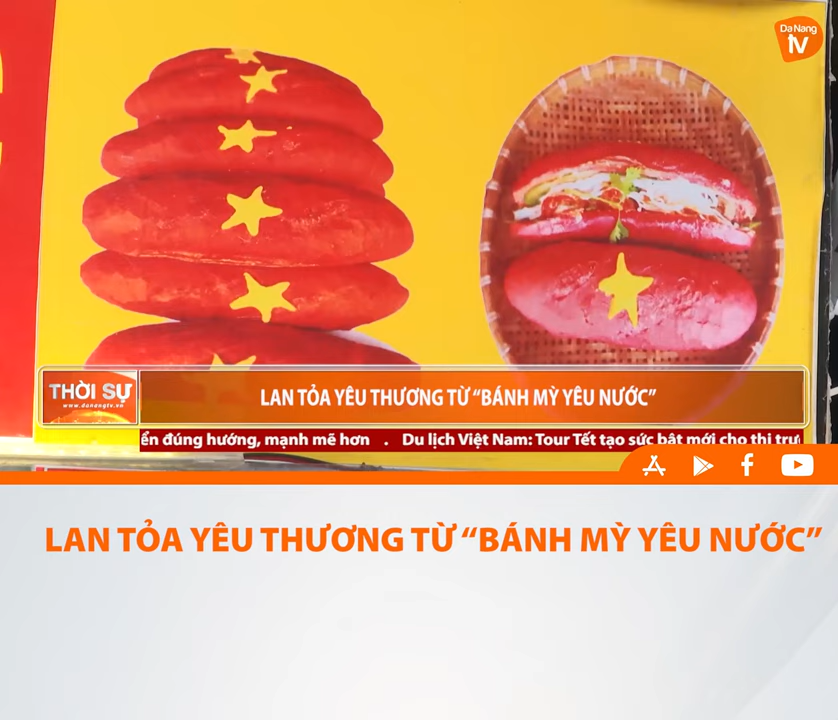 Da Nang
tv
LAN TỎA YÊU THƯƠNG TỪ “BÁNH MỲ YÊU NƯỚC”
THỜI SỰ
www.danangtv.vn
đúng hướng, mạnh mẽ hơn . Du lịch Việt Nam: Tour Tết tạo sức bật mới cho thị
LAN TỎA YÊU THƯƠNG TỪ “BÁNH MỲ YÊU NƯỚC”